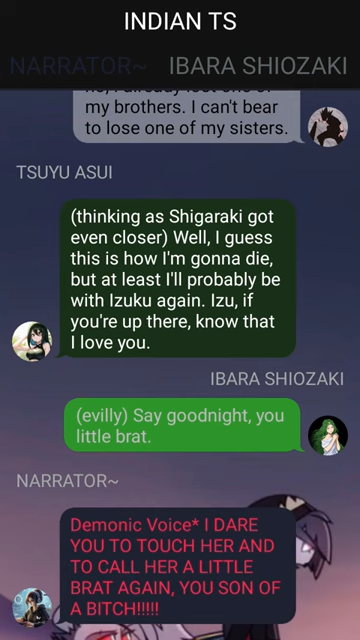 INDIAN TS
NARRATOR~ IBARA SHIOZAKI
my brothers. I can't bear
to lose one of my sisters.
TSUYU ASUI
(thinking as Shigaraki got
even closer) Well, I guess
this is how I'm gonna die,
but at least I'll probably be
with Izuku again. Izu, if
you're up there, know that
I love you.
IBARA SHIOZAKI
(evilly) Say goodnight, you
little brat.
NARRATOR~
Demonic Voice* I DARE
YOU TO TOUCH HER AND
TO CALL HER A LITTLE
BRAT AGAIN, YOU SON OF
A BITCH!!!!!